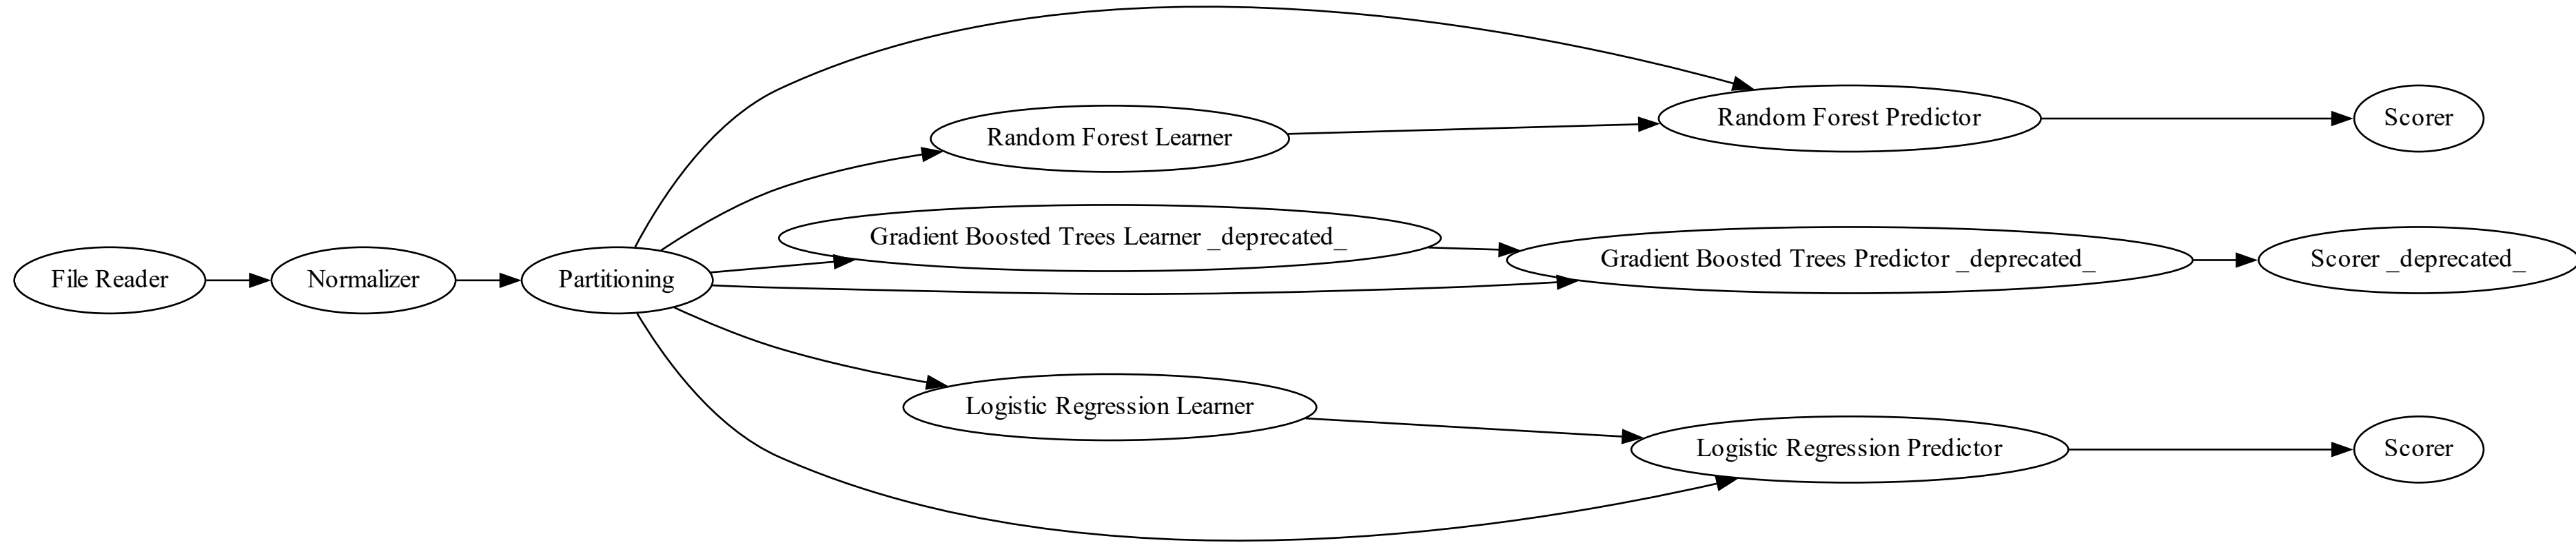 File Reader
Normalizer
Partitioning
Random Forest Learner
Random Forest Predictor
Scorer
Gradient Boosted Trees Learner _deprecated_
Gradient Boosted Trees Predictor _deprecated_
Scorer _deprecated_
Logistic Regression Learner
Logistic Regression Predictor
Scorer